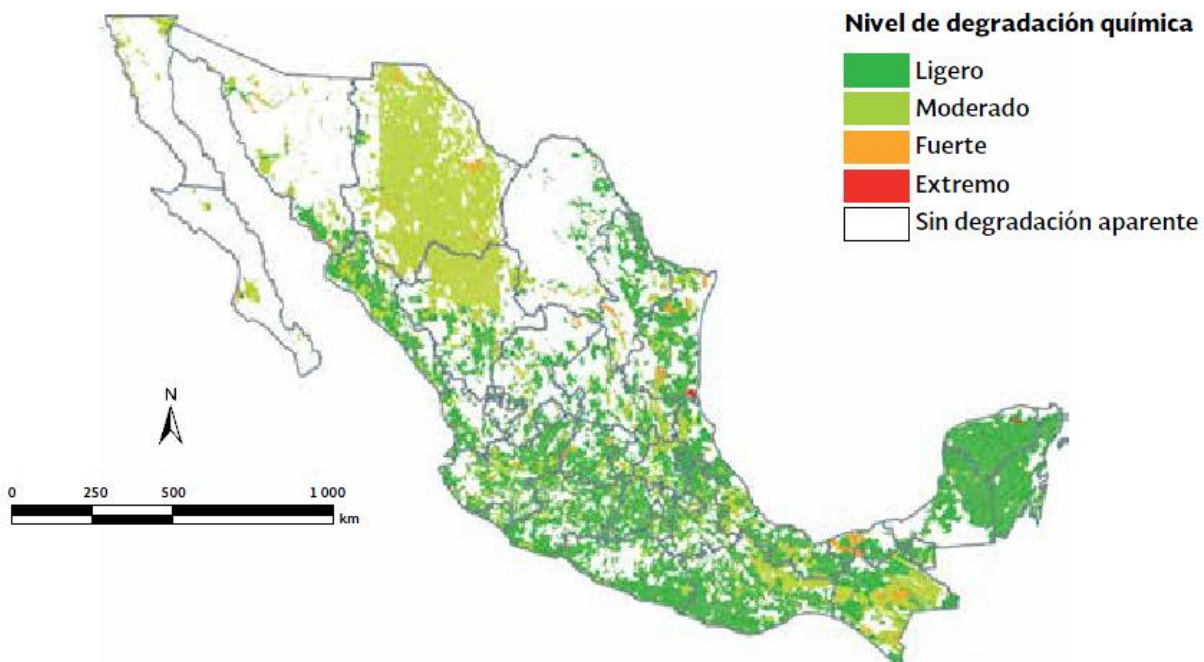 Nivel de degradación química
Ligero
Moderado
Fuerte
Extremo
Sin degradación aparente
N
0 250 500 1 000
km